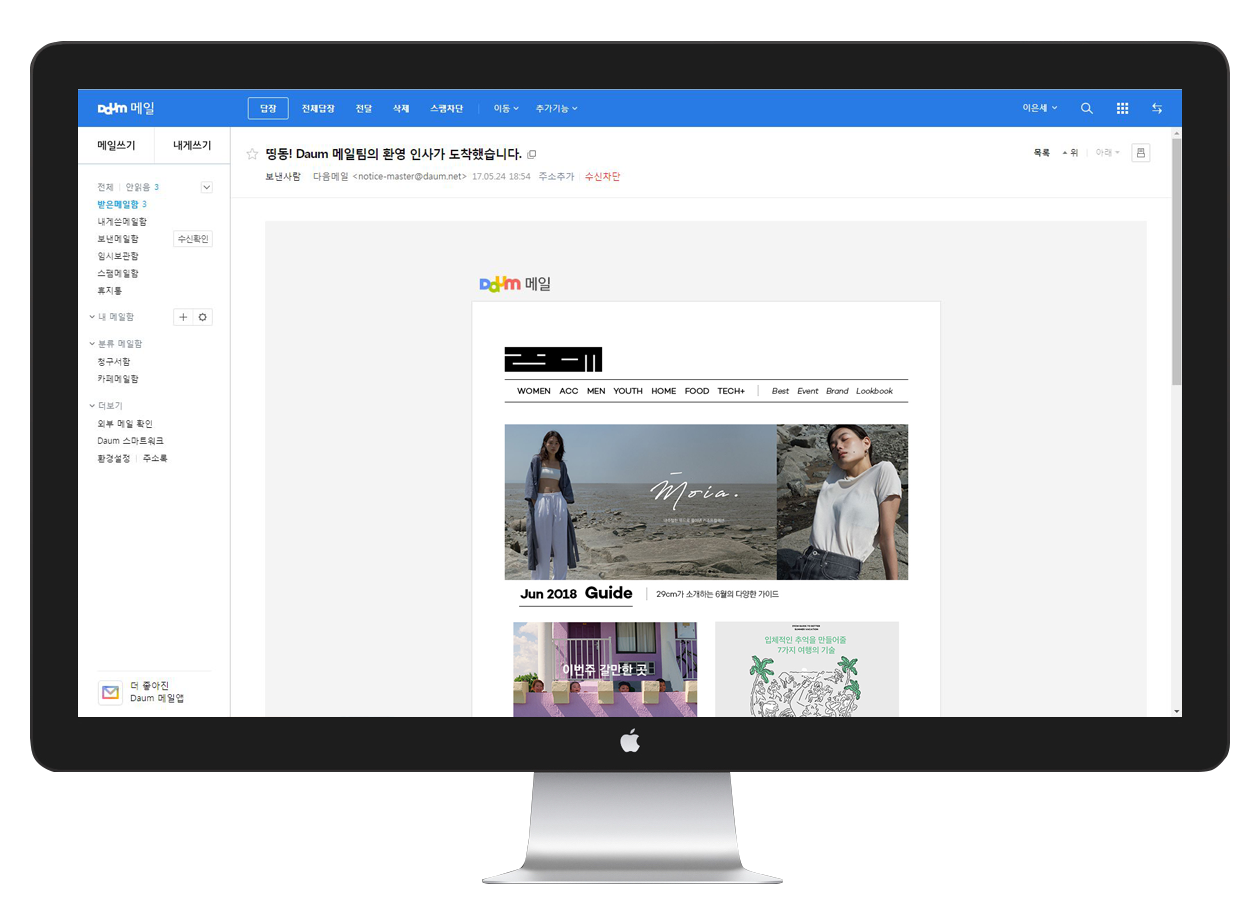 Daum 메일
답장 전체답장 전달 삭제 스팸차단 이동 추가기능
이은세
메일쓰기 내게쓰기
전체 안읽음 3
받은메일함 3
내게쓴메일함
보낸메일함 수신확인
임시보관함
스팸메일함
휴지통
내 메일함
분류 메일함
청구서함
카페메일함
더보기
외부 메일 확인
Daum 스마트워크
환경설정 주소록
더 좋아진
Daum 메일앱
띵동! Daum 메일팀의 환영 인사가 도착했습니다.
목록 위 아래
보낸사람 다음메일 <notice-master@daum.net> 17.05.24 18:54 주소추가 수신차단
Daum 메일
WOMEN ACC MEN YOUTH HOME FOOD TECH+ Best Event Brand Lookbook
Moia.
Jun 2018 Guide 29cm가 소개하는 6월의 다양한 가이드
이번주 갈만한 곳
입체적인 추억을 만들어줄
7가지 여행의 기술